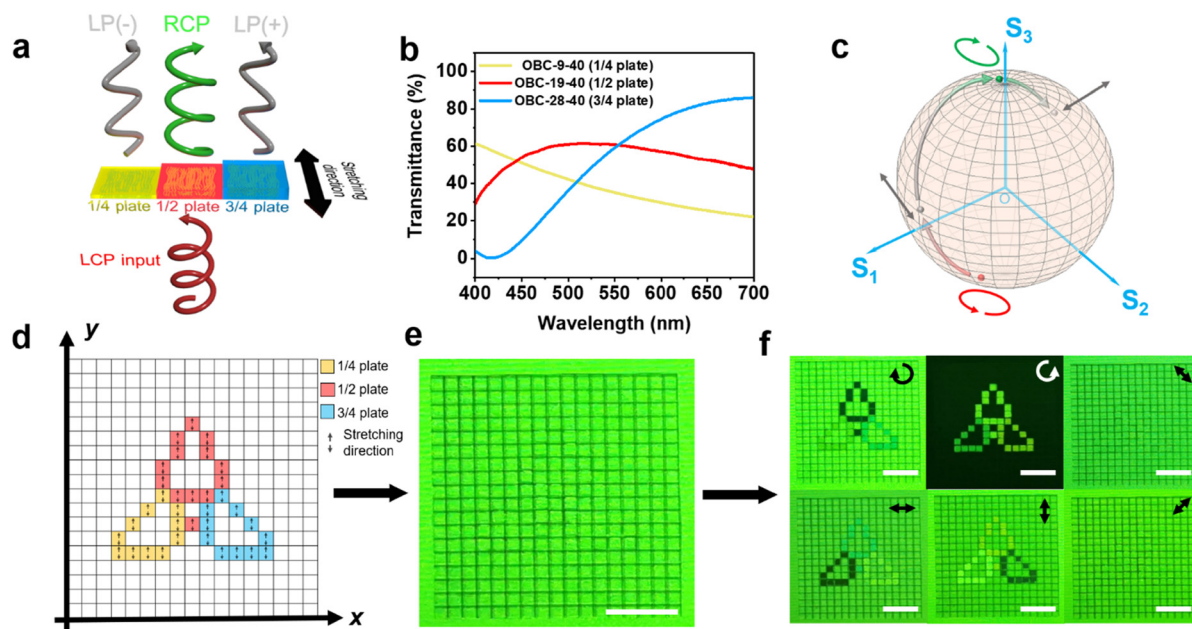 a
LP(-)
RCP
LP(+)
1/4 plate
1/2 plate
3/4 plate
Stretching
direction
LCP input
b
OBC-9-40 (1/4 plate)
OBC-19-40 (1/2 plate)
OBC-28-40 (3/4 plate)
Transmittance (%)
100
80
60
40
20
0
400
450
500
550
600
650
700
Wavelength (nm)
c
S3
S1
S2
O
d
y
x
1/4 plate
1/2 plate
3/4 plate
Stretching
direction
e
f